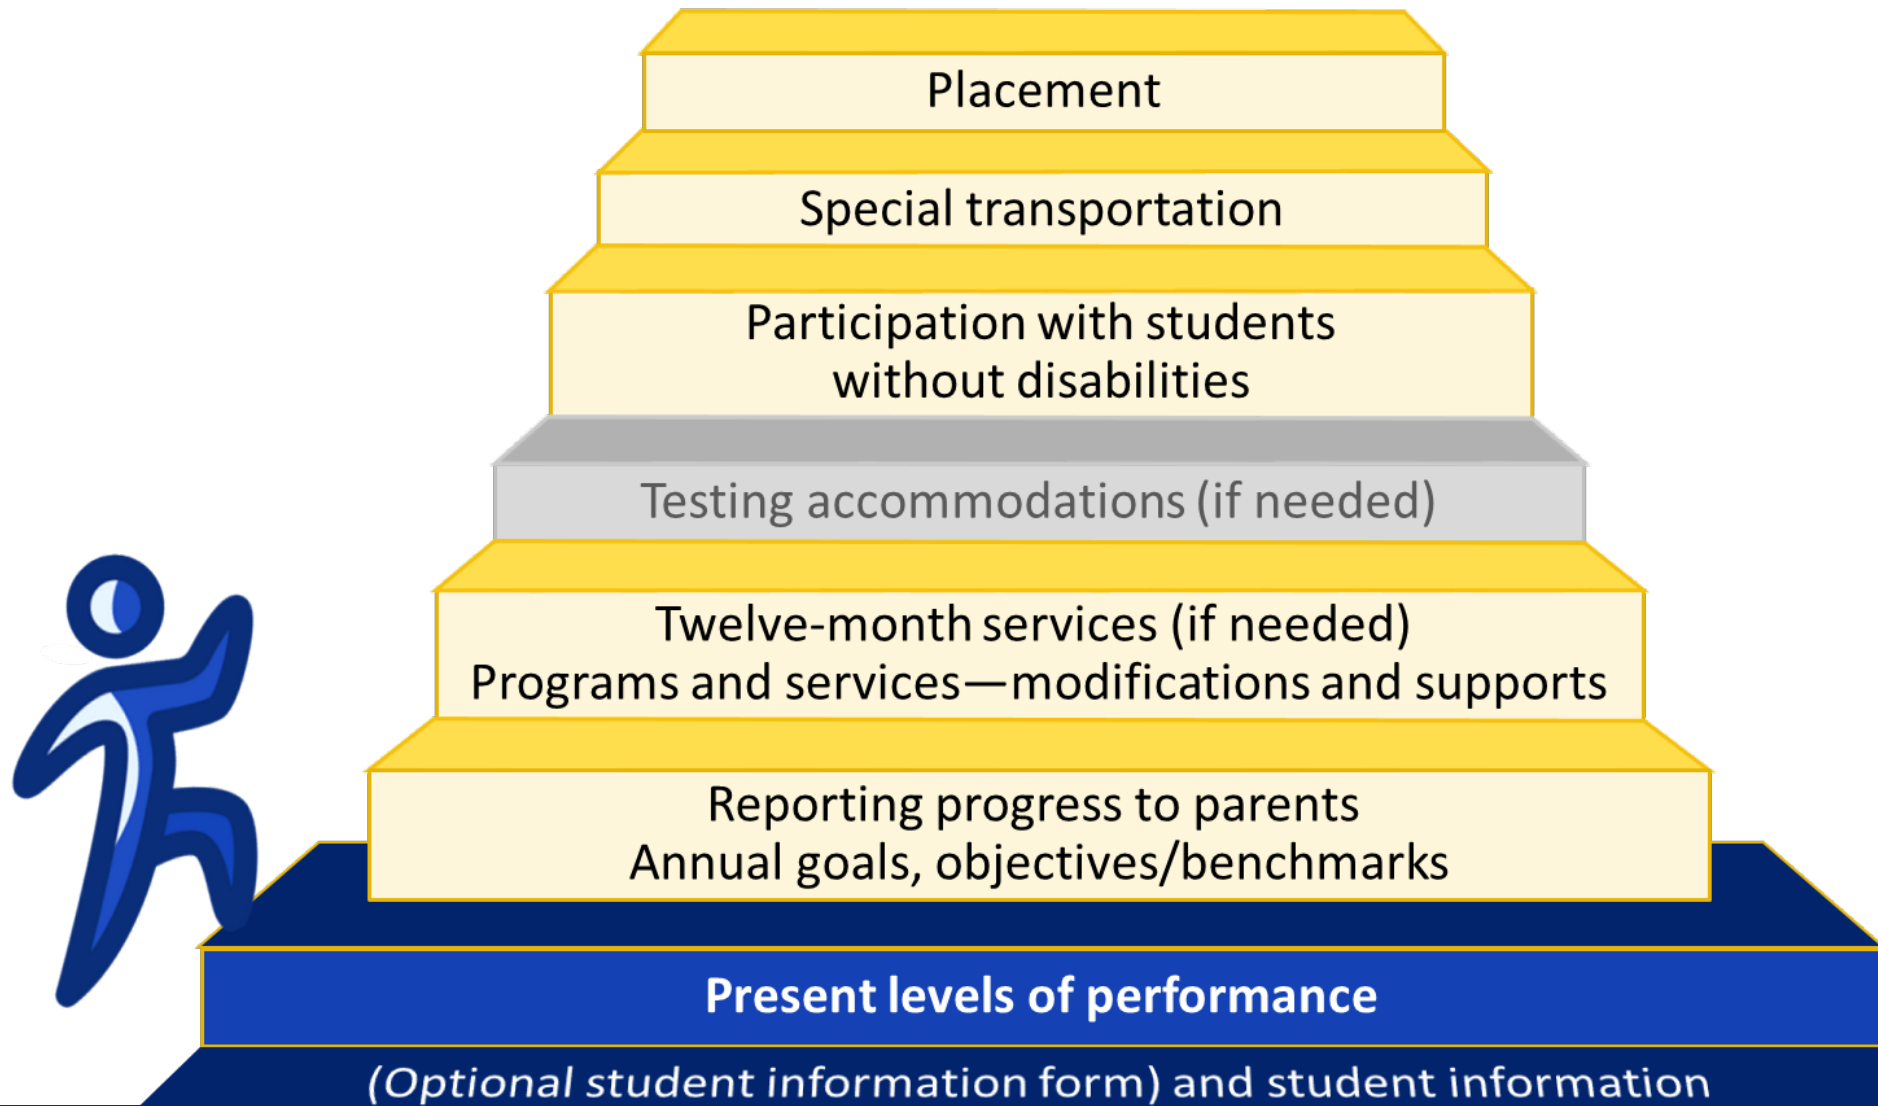 Placement
Special transportation
Participation with students
without disabilities
Testing accommodations (if needed)
Twelve-month services (if needed)
Programs and services—modifications and supports
Reporting progress to parents
Annual goals, objectives/benchmarks
Present levels of performance
(Optional student information form) and student information